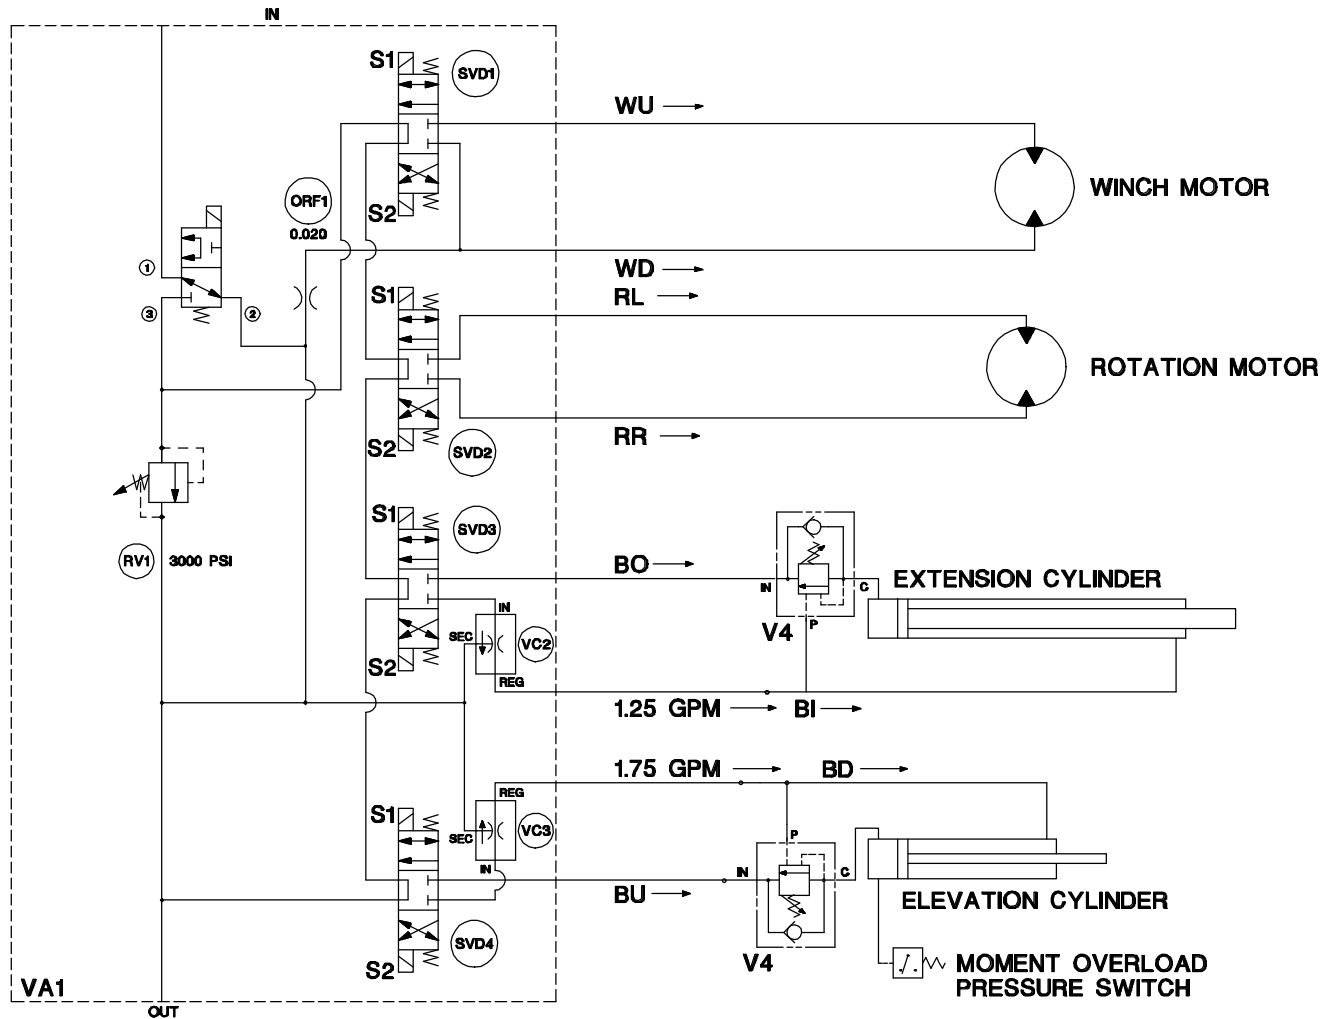 IN
S1
SVD1
WU
WINCH MOTOR
ORF1
0.020
S2
1
WD
RL
S1
3
2
ROTATION MOTOR
RR
S2
SVD2
S1
SVD3
RV1 3000 PSI
BO
IN
C
EXTENSION CYLINDER
IN
P
V4
SEC
VC2
S2
REG
1.25 GPM
BI
1.75 GPM
BD
REG
S1
SEC
VC3
P
IN
IN
C
BU
ELEVATION CYLINDER
SVD4
S2
V4
MOMENT OVERLOAD
PRESSURE SWITCH
VA1
OUT